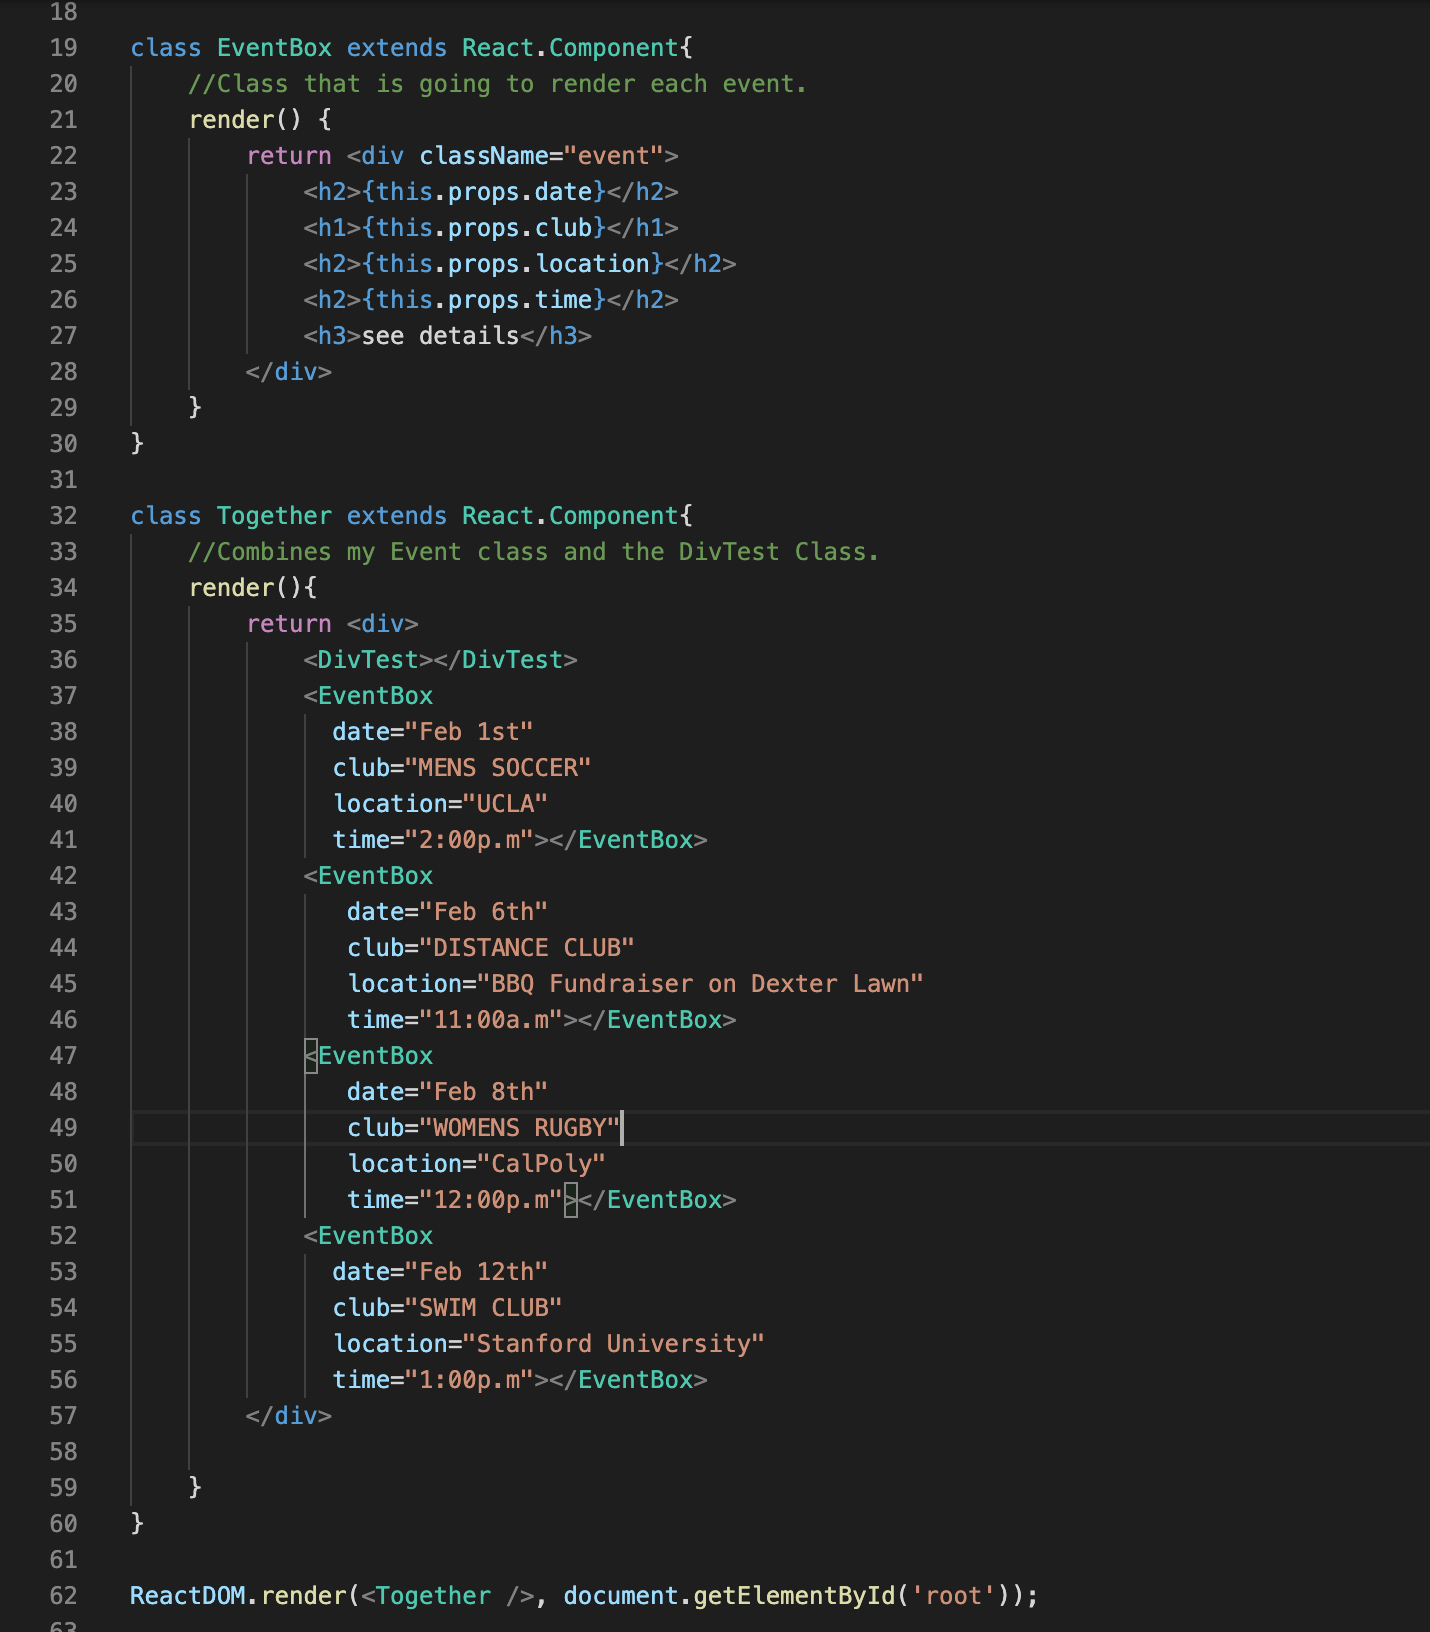 18
19 class EventBox extends React.Component{
20 //Class that is going to render each event.
21 render() {
22 return <div className="event">
23 <h2>{this.props.date}</h2>
24 <h1>{this.props.club}</h1>
25 <h2>{this.props.location}</h2>
26 <h2>{this.props.time}</h2>
27 <h3>see details</h3>
28 </div>
29 }
30 }
31
32 class Together extends React.Component{
33 //Combines my Event class and the DivTest Class.
34 render(){
35 return <div>
36 <DivTest></DivTest>
37 <EventBox
38 date="Feb 1st"
39 club="MENS SOCCER"
40 location="UCLA"
41 time="2:00p.m"></EventBox>
42 <EventBox
43 date="Feb 6th"
44 club="DISTANCE CLUB"
45 location="BBQ Fundraiser on Dexter Lawn"
46 time="11:00a.m"></EventBox>
47 <EventBox
48 date="Feb 8th"
49 club="WOMENS RUGBY"
50 location="CalPoly"
51 time="12:00p.m"></EventBox>
52 <EventBox
53 date="Feb 12th"
54 club="SWIM CLUB"
55 location="Stanford University"
56 time="1:00p.m"></EventBox>
57 </div>
58
59 }
60 }
61
62 ReactDOM.render(<Together />, document.getElementById('root'));
63